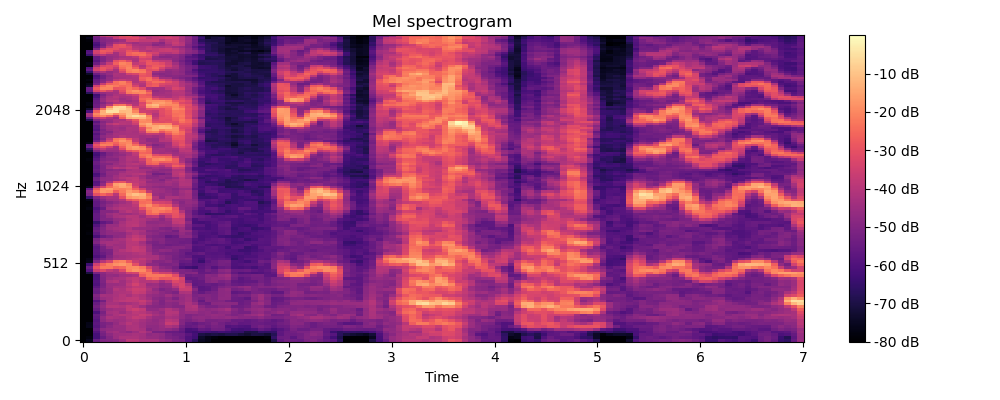 Mel spectrogram
Hz
2048
1024
512
0
0 1 2 3 4 5 6 7
Time
-10 dB
-20 dB
-30 dB
-40 dB
-50 dB
-60 dB
-70 dB
-80 dB